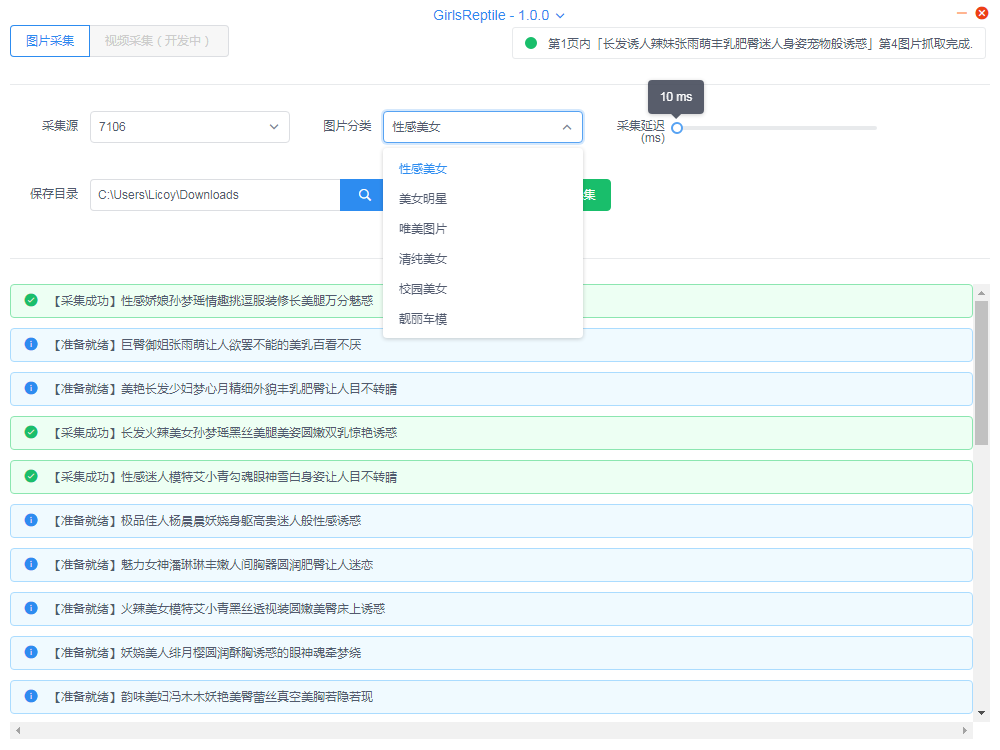 GirlsReptile - 1.0.0
图片采集
视频采集（开发中）
第1页内「长发诱人辣妹张雨萌丰乳肥臀迷人身姿宠物般诱惑」第4图片抓取完成.
10 ms
采集源
7106
图片分类
性感美女
采集延迟
(ms)
性感美女
美女明星
唯美图片
清纯美女
校园美女
靓丽车模
保存目录
C:\Users\Licoy\Downloads
集
【采集成功】性感娇娘孙梦瑶情趣挑逗服装修长美腿万分魅惑
【准备就绪】巨臀御姐张雨萌让人欲罢不能的美乳百看不厌
【准备就绪】美艳长发少妇梦心月精细外貌丰乳肥臀让人目不转睛
【采集成功】长发火辣美女孙梦瑶黑丝美腿美姿圆嫩双乳惊艳诱惑
【采集成功】性感迷人模特艾小青勾魂眼神雪白身姿让人目不转睛
【准备就绪】极品佳人杨晨晨妖娆身躯高贵迷人般性感诱惑
【准备就绪】魅力女神潘琳琳丰嫩人间胸器圆润肥臀让人迷恋
【准备就绪】火辣美女模特艾小青黑丝透视装圆嫩美臀床上诱惑
【准备就绪】妖娆美人绯月樱圆润酥胸诱惑的眼神魂牵梦绕
【准备就绪】韵味美妇冯木木妖艳美臀蕾丝真空美胸若隐若现